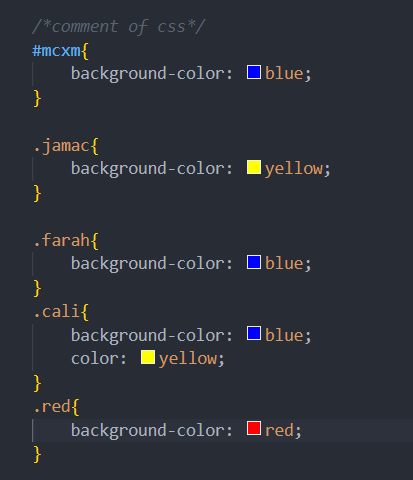 /*comment of css*/
#mcxm{
    background-color: blue;
}
.jamac{
    background-color: yellow;
}
.farah{
    background-color: blue;
}
.cali{
    background-color: blue;
    color: yellow;
}
.red{
    background-color: red;
}